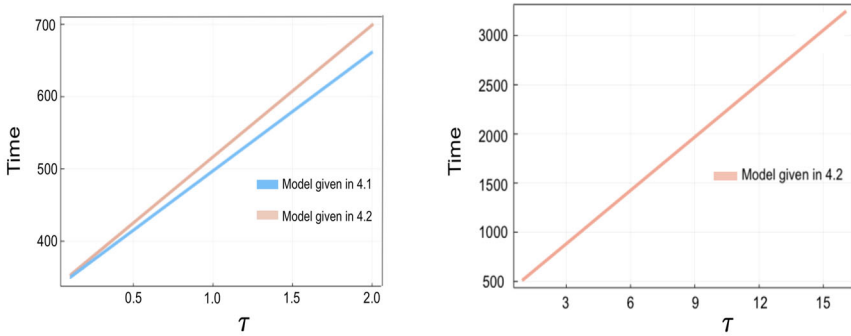 700
600
500
400
Time
0.5 1.0 1.5 2.0
τ
Model given in 4.1
Model given in 4.2
3000
2500
2000
1500
1000
500
Time
3 6 9 12 15
τ
Model given in 4.2